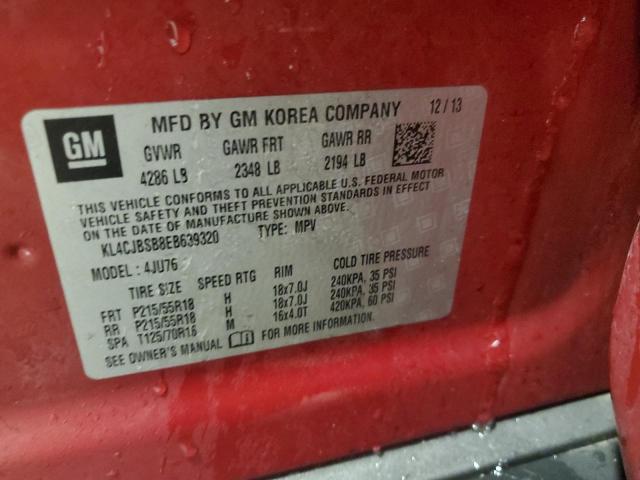 GM
MFD BY GM KOREA COMPANY 12/13
GVWR GAWR FRT GAWR RR
4286 LB 2348 LB 2194 LB
THIS VEHICLE CONFORMS TO ALL APPLICABLE U.S. FEDERAL MOTOR
VEHICLE SAFETY AND THEFT PREVENTION STANDARDS IN EFFECT
ON THE DATE OF MANUFACTURE SHOWN ABOVE.
KL4CJBSB8EB639320 TYPE: MPV
MODEL: 4JU76
TIRE SIZE SPEED RTG RIM COLD TIRE PRESSURE
FRT P215/55R18 H 18x7.0J 240KPA, 35 PSI
RR P215/55R18 H 18x7.0J 240KPA, 35 PSI
SPA T125/70R16 M 16x4.0T 420KPA, 60 PSI
SEE OWNER'S MANUAL FOR MORE INFORMATION.